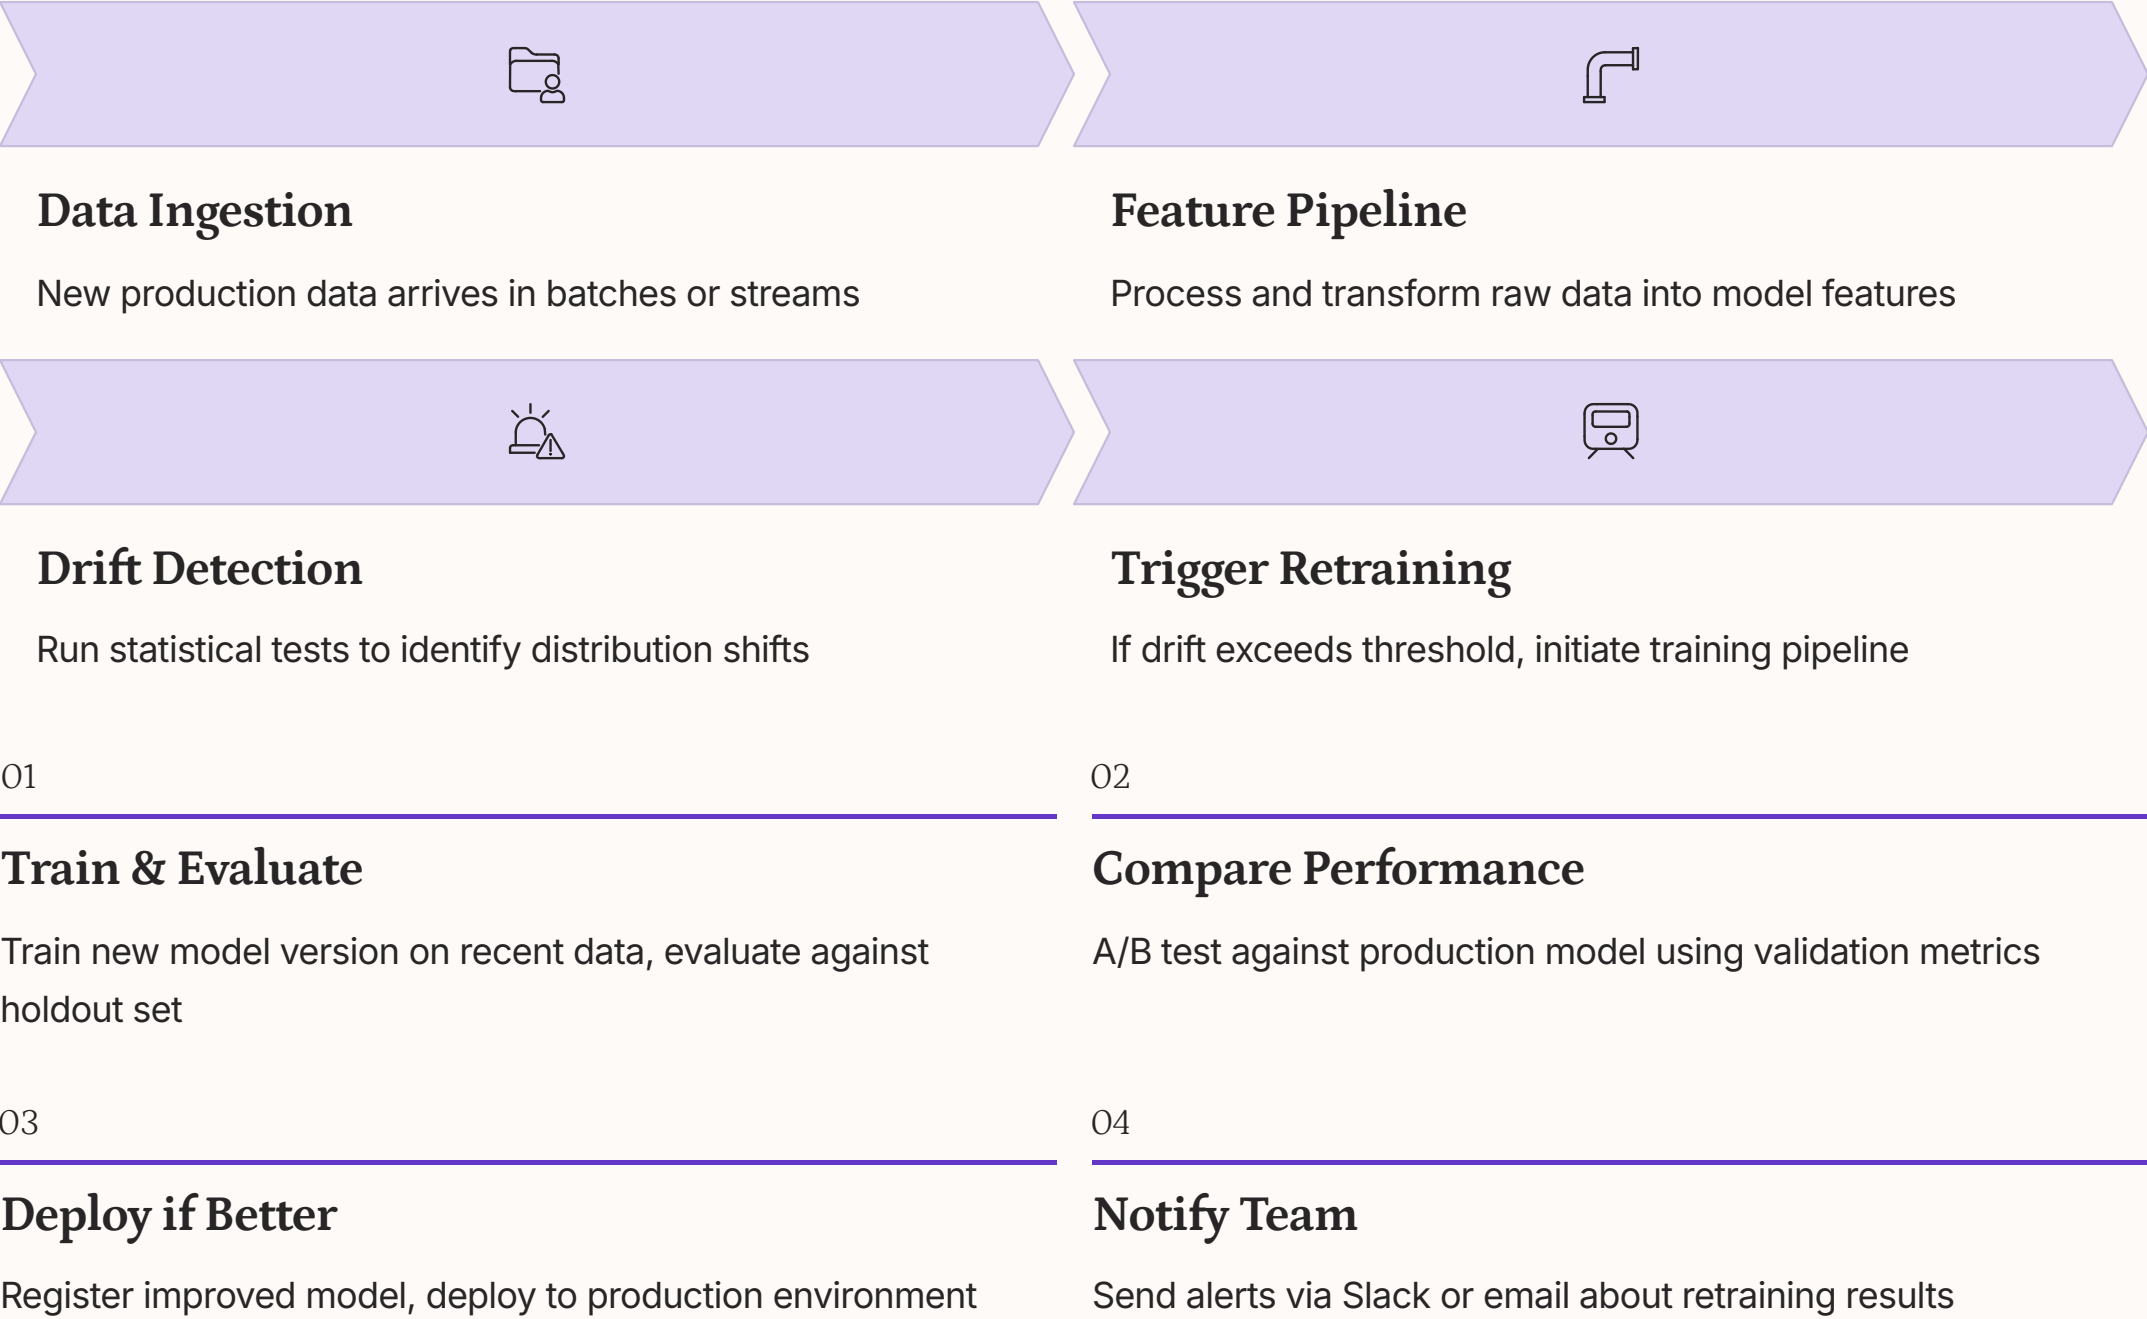 Data Ingestion
New production data arrives in batches or streams
Feature Pipeline
Process and transform raw data into model features
Drift Detection
Run statistical tests to identify distribution shifts
Trigger Retraining
If drift exceeds threshold, initiate training pipeline
01
Train & Evaluate
Train new model version on recent data, evaluate against
holdout set
02
Compare Performance
A/B test against production model using validation metrics
03
Deploy if Better
Register improved model, deploy to production environment
04
Notify Team
Send alerts via Slack or email about retraining results